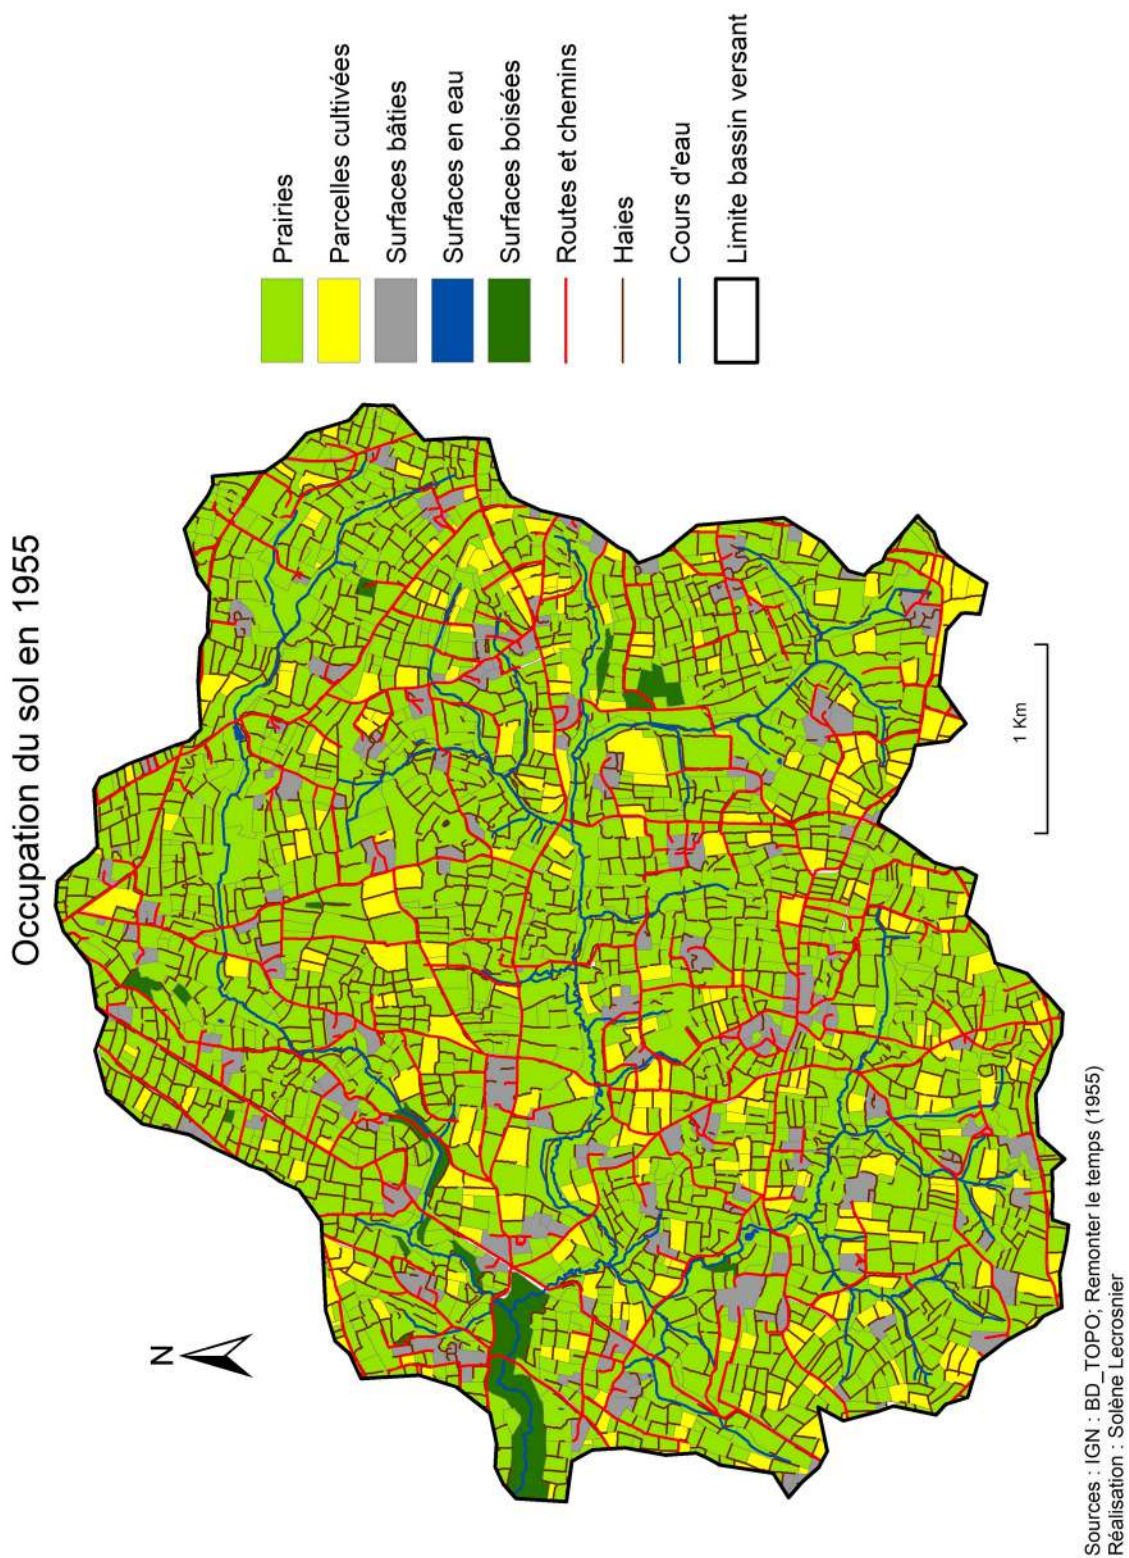 Occupation du sol en 1955
N
Prairies
Parcelles cultivées
Surfaces bâties
Surfaces en eau
Surfaces boisées
Routes et chemins
Haies
Cours d'eau
Limite bassin versant
1 Km
Sources : IGN : BD_TOPO; Remonter le temps (1955)
Réalisation : Solène Lecrosnier